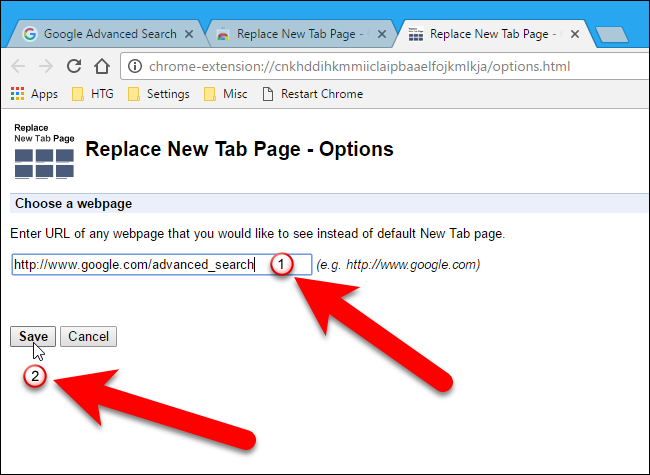 Google Advanced Search
Replace New Tab Page -
Replace New Tab Page -
chrome-extension://cnkhddihkmmiiclaipbaaelfojkmlkja/options.html
Apps HTG Settings Misc Restart Chrome
Replace
New Tab Page
Replace New Tab Page - Options
Choose a webpage
Enter URL of any webpage that you would like to see instead of default New Tab page.
http://www.google.com/advanced_search 1 (e.g. http://www.google.com)
Save Cancel
2